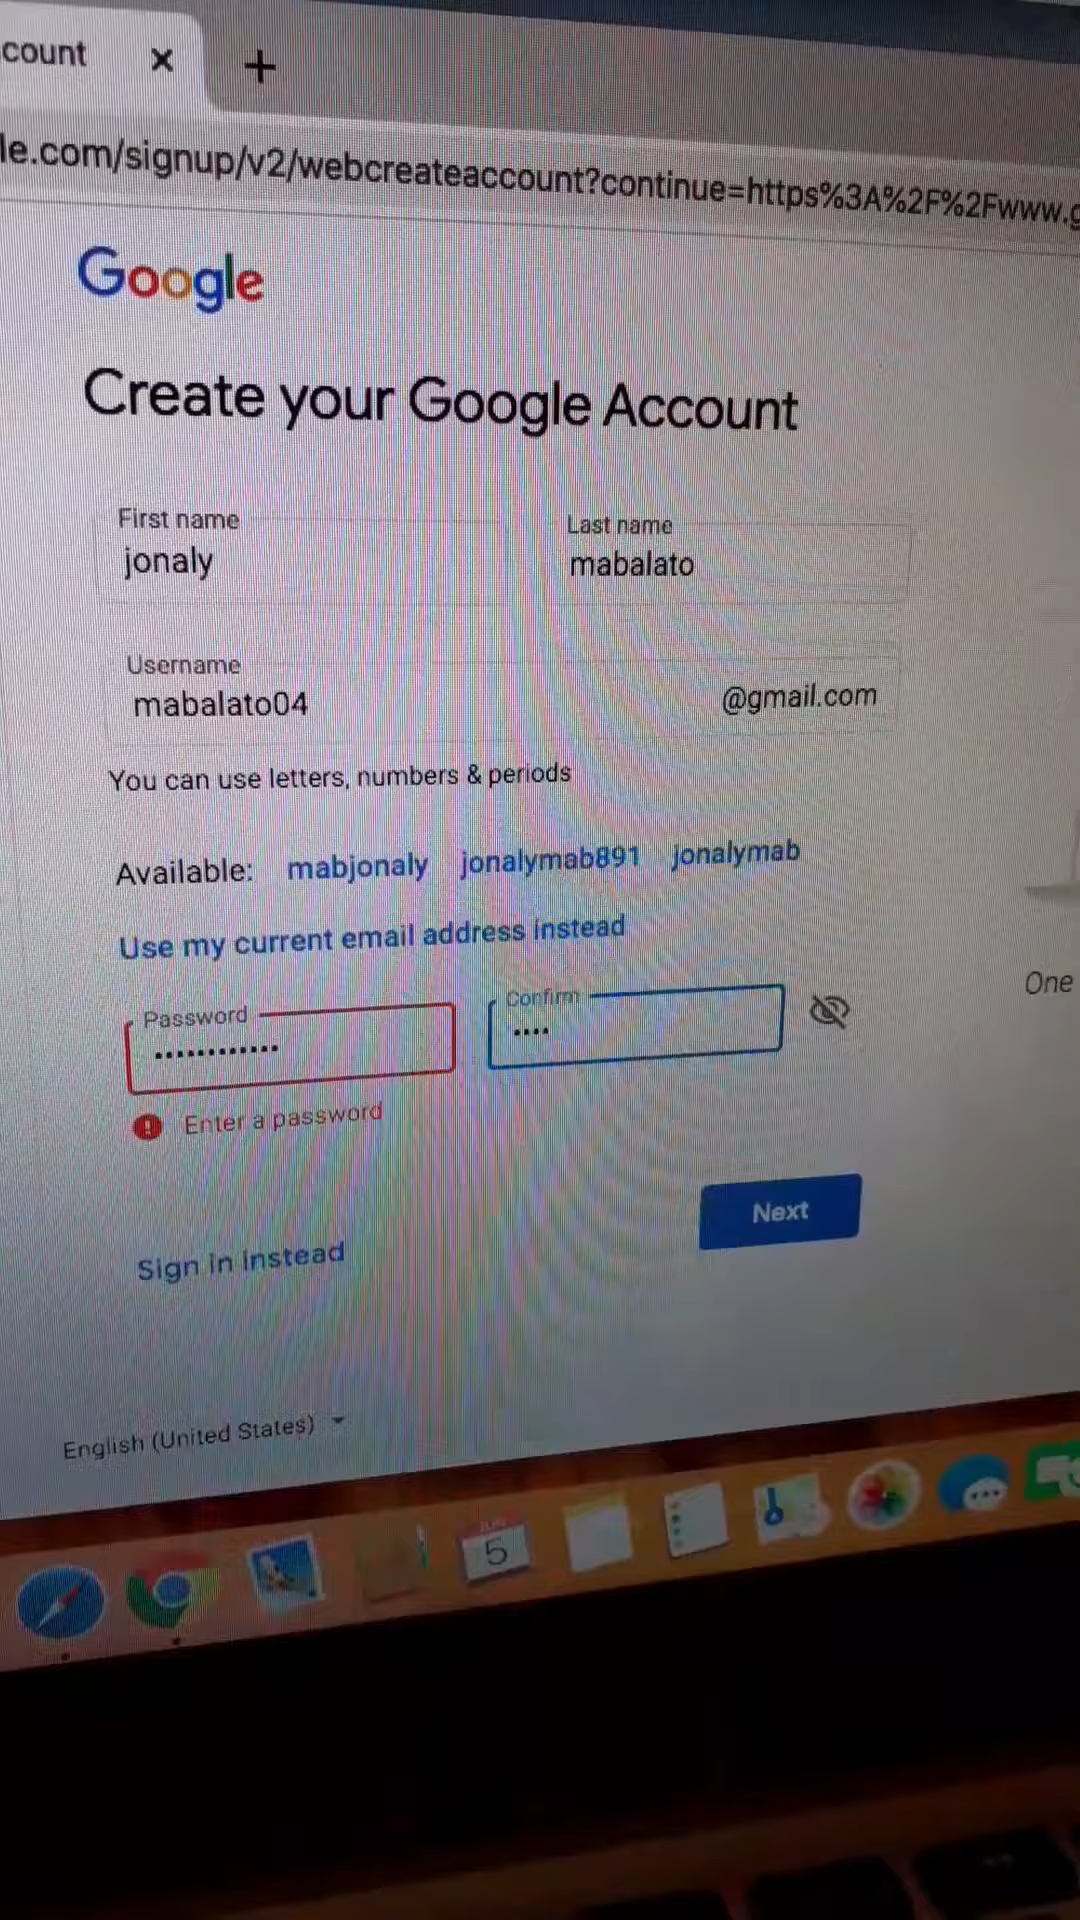 count × +
le.com/signup/v2/webcreateaccount?continue=https%3A%2F%2Fwww.g
Google
Create your Google Account
First name
Last name
jonaly
mabalato
Username
mabalato04
@gmail.com
You can use letters, numbers & periods
Available: mabjonaly jonalymab891 jonalymab
Use my current email address instead
One
Password
Confirm
••••••••••••
••••
Enter a password
Next
Sign in instead
English (United States)
5